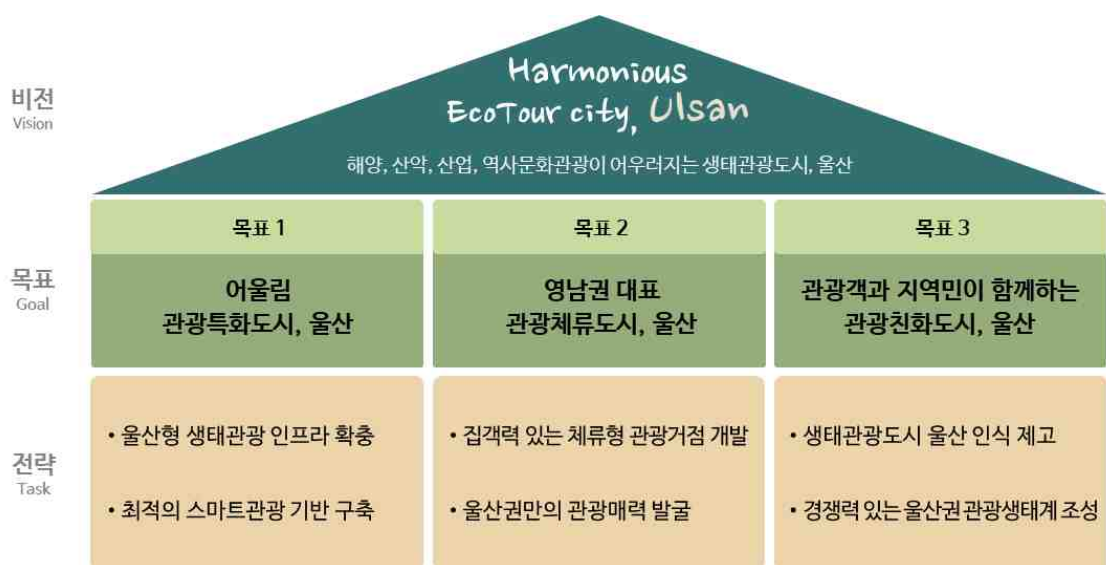 비전
Vision
Harmonious
EcoTour city, Ulsan
해양, 산악, 산업, 역사문화관광이 어우러지는 생태관광도시, 울산
목표
Goal
목표 1
어울림
관광특화도시, 울산
목표 2
영남권 대표
관광체류도시, 울산
목표 3
관광객과 지역민이 함께하는
관광친화도시, 울산
전략
Task
• 울산형 생태관광 인프라 확충
• 최적의 스마트관광 기반 구축
• 집객력 있는 체류형 관광거점 개발
• 울산권만의 관광매력 발굴
• 생태관광도시 울산 인식 제고
• 경쟁력 있는 울산권 관광생태계 조성